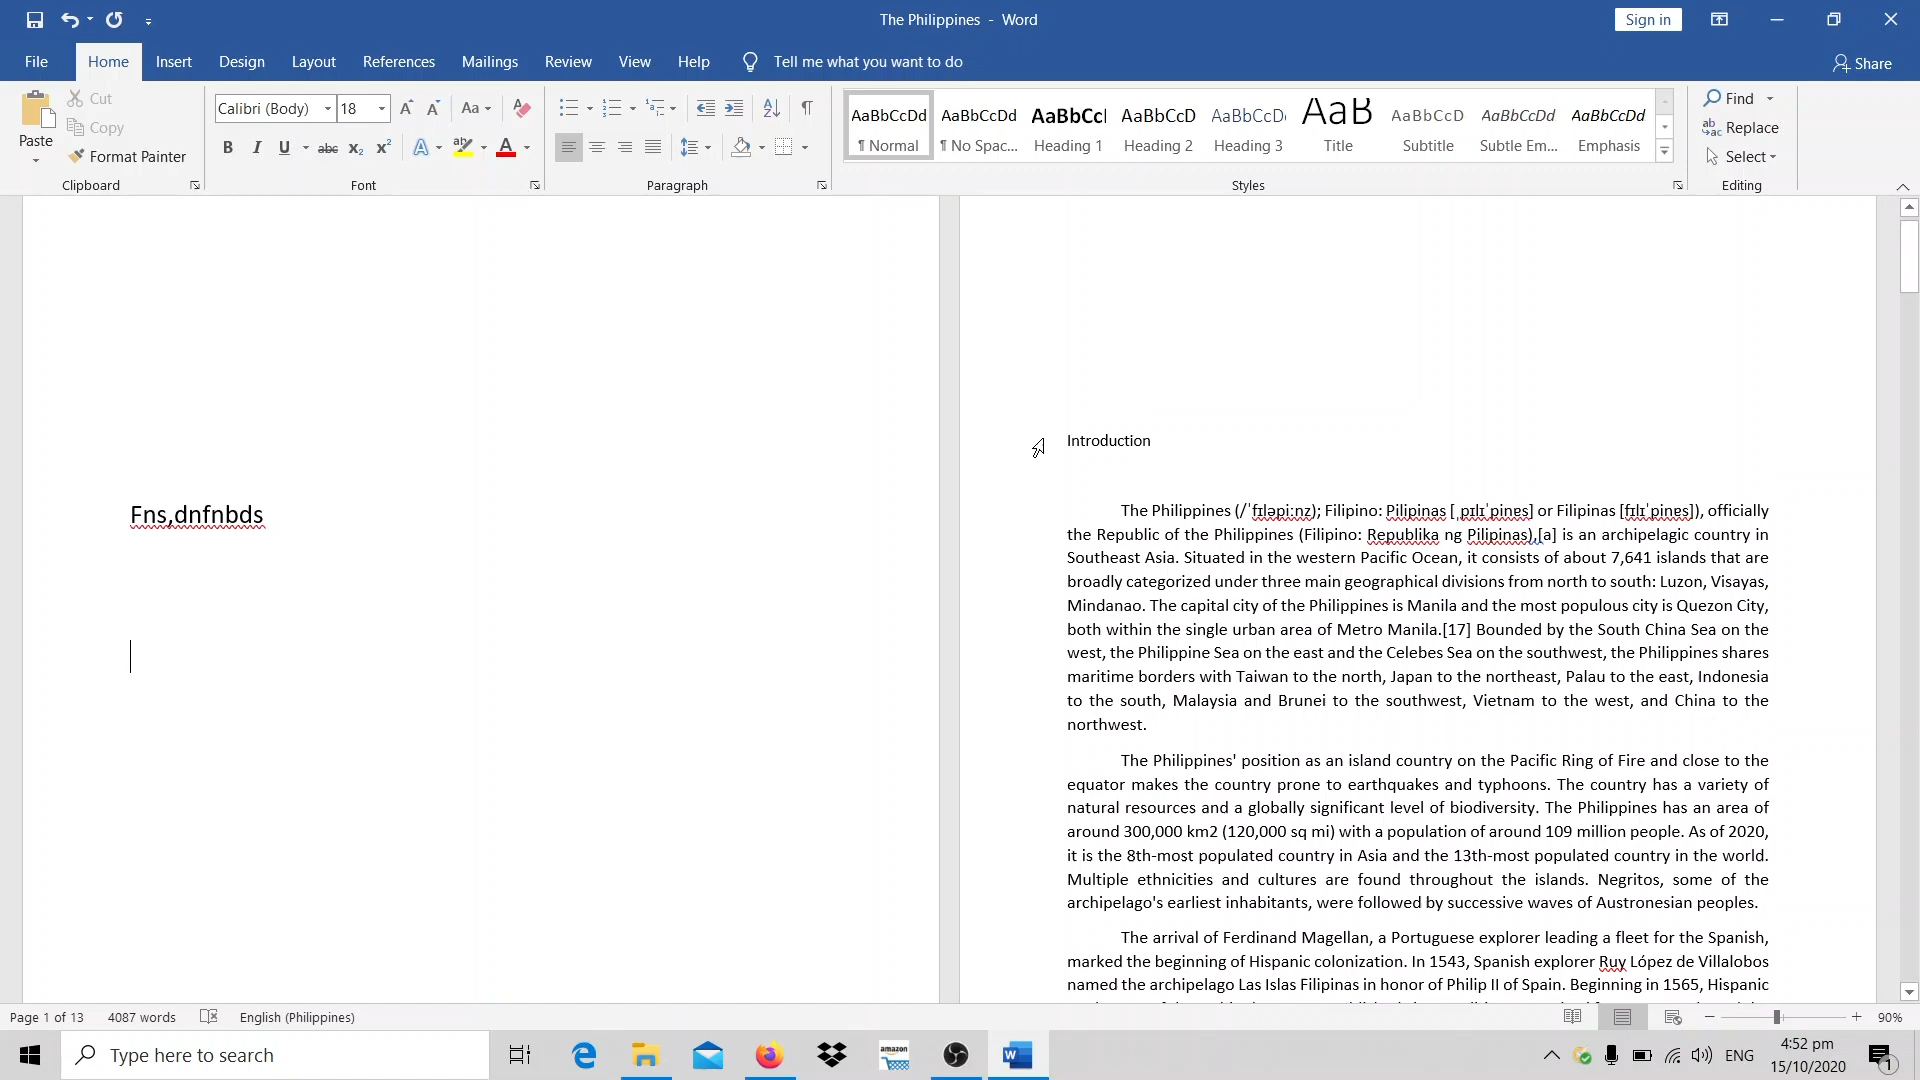 The Philippines - Word
Sign in
File Home Insert Design Layout References Mailings Review View Help Tell me what you want to do
Share
Paste
Cut
Copy
Format Painter
Clipboard
Calibri (Body) 18
Aa
B I U abc x₂ x² A ab A
Font
Paragraph
AaBbCcDd AaBbCcDd AaBbCcI AaBbCcD AaBbCcD AaB AaBbCcD AaBbCcDd AaBbCcDd
¶ Normal ¶ No Spac... Heading 1 Heading 2 Heading 3 Title Subtitle Subtle Em... Emphasis
Styles
Find
Replace
Select
Editing
Fns,dnfnbds
Introduction
The Philippines (/ˈfɪləpiːnz); Filipino: Pilipinas [ˌpɪlɪˈpinɐs] or Filipinas [fɪlɪˈpinɐs]), officially
the Republic of the Philippines (Filipino: Republika ng Pilipinas),[a] is an archipelagic country in
Southeast Asia. Situated in the western Pacific Ocean, it consists of about 7,641 islands that are
broadly categorized under three main geographical divisions from north to south: Luzon, Visayas,
Mindanao. The capital city of the Philippines is Manila and the most populous city is Quezon City,
both within the single urban area of Metro Manila.[17] Bounded by the South China Sea on the
west, the Philippine Sea on the east and the Celebes Sea on the southwest, the Philippines shares
maritime borders with Taiwan to the north, Japan to the northeast, Palau to the east, Indonesia
to the south, Malaysia and Brunei to the southwest, Vietnam to the west, and China to the
northwest.
The Philippines' position as an island country on the Pacific Ring of Fire and close to the
equator makes the country prone to earthquakes and typhoons. The country has a variety of
natural resources and a globally significant level of biodiversity. The Philippines has an area of
around 300,000 km2 (120,000 sq mi) with a population of around 109 million people. As of 2020,
it is the 8th-most populated country in Asia and the 13th-most populated country in the world.
Multiple ethnicities and cultures are found throughout the islands. Negritos, some of the
archipelago's earliest inhabitants, were followed by successive waves of Austronesian peoples.
The arrival of Ferdinand Magellan, a Portuguese explorer leading a fleet for the Spanish,
marked the beginning of Hispanic colonization. In 1543, Spanish explorer Ruy López de Villalobos
named the archipelago Las Islas Filipinas in honor of Philip II of Spain. Beginning in 1565, Hispanic
Page 1 of 13 4087 words English (Philippines)
90%
Type here to search
amazon
ENG
4:52 pm
15/10/2020
1